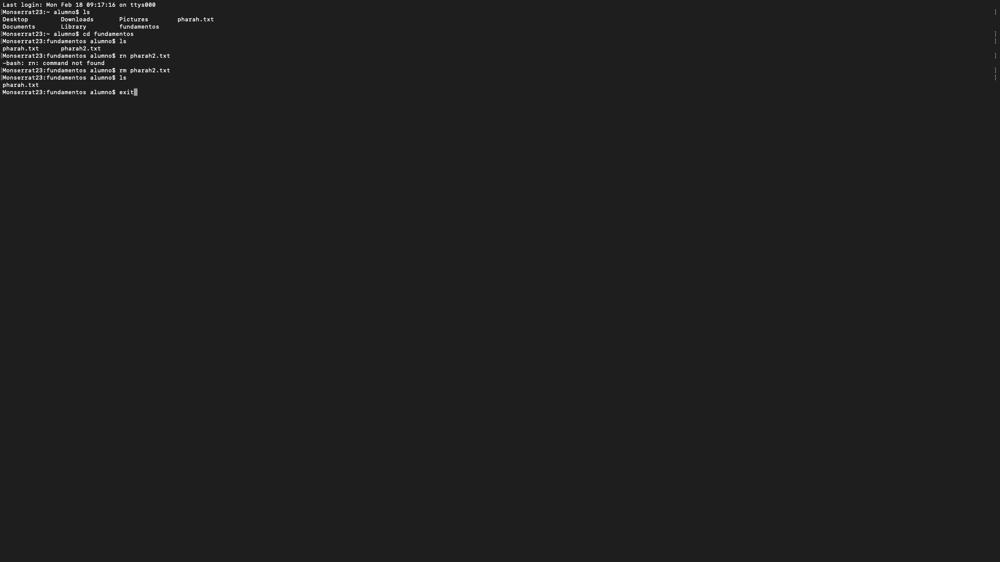 Last login: Mon Feb 18 09:17:16 on ttys000
[Monserrat23:~ alumno$ ls ]
Desktop Downloads Pictures pharah.txt
Documents Library fundamentos
[Monserrat23:~ alumno$ cd fundamentos ]
[Monserrat23:fundamentos alumno$ ls ]
pharah.txt pharah2.txt
[Monserrat23:fundamentos alumno$ rn pharah2.txt ]
-bash: rn: command not found
[Monserrat23:fundamentos alumno$ rm pharah2.txt ]
[Monserrat23:fundamentos alumno$ ls ]
pharah.txt
Monserrat23:fundamentos alumno$ exit